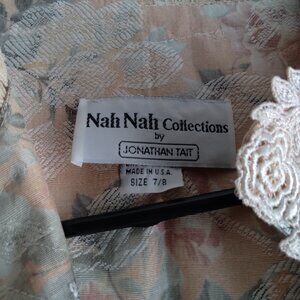 Nah Nah Collections
by
JONATHAN TAIT
MADE IN U.S.A.
SIZE 7/8